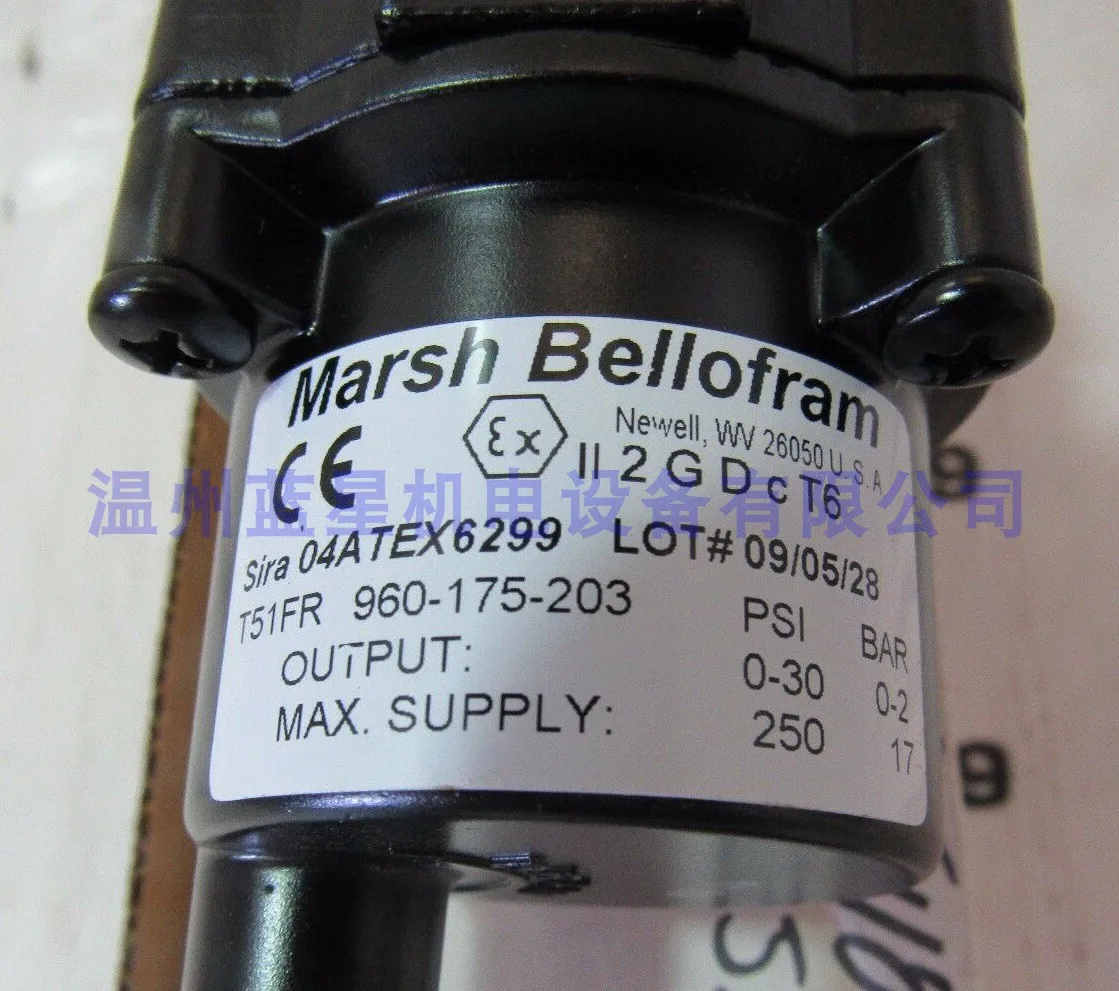 Marsh Bellofram
CE Ex Newell, WV 26050 U.S.A
II 2 G D c T6
温州蓝星机电设备有限公司
Sira 04ATEX6299 LOT# 09/05/28
T51FR 960-175-203 PSI BAR
OUTPUT: 0-30 0-2
MAX. SUPPLY: 250 17